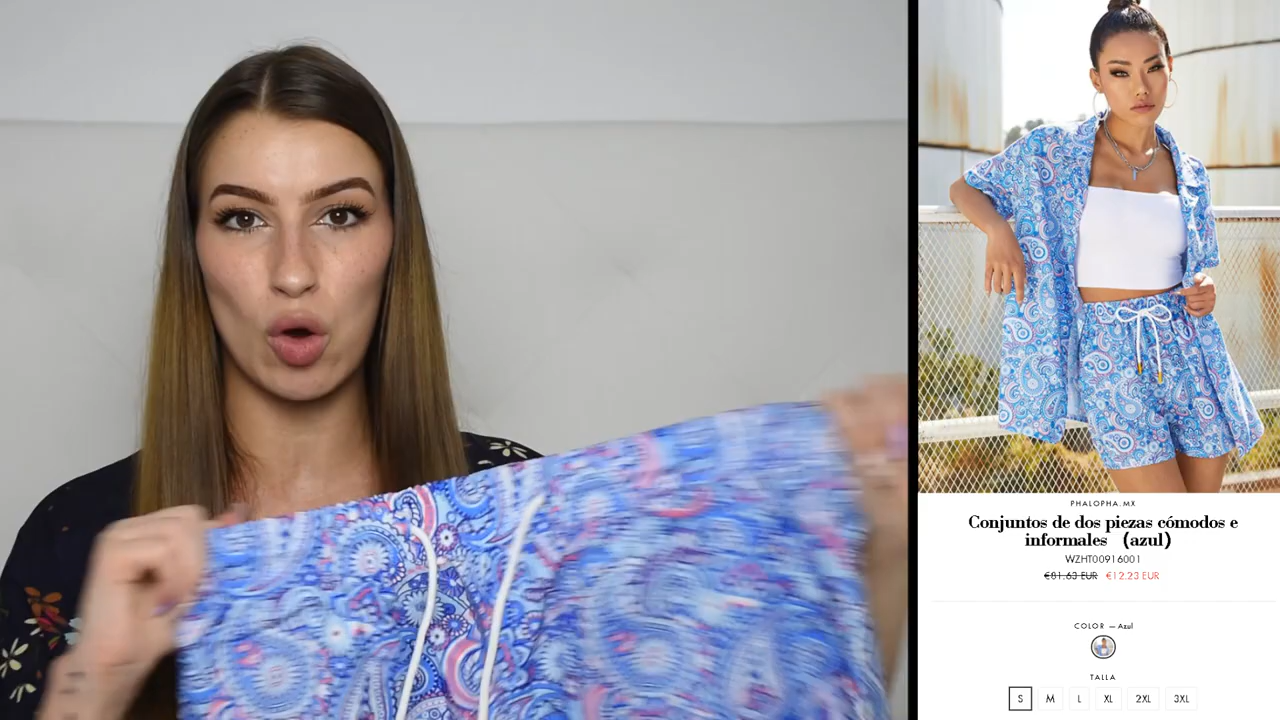 PHALOPHA.MX
Conjuntos de dos piezas cómodos e
informales （azul）
WZHT00916001
€81.63 EUR €12.23 EUR
COLOR — Azul
TALLA
S M L XL 2XL 3XL